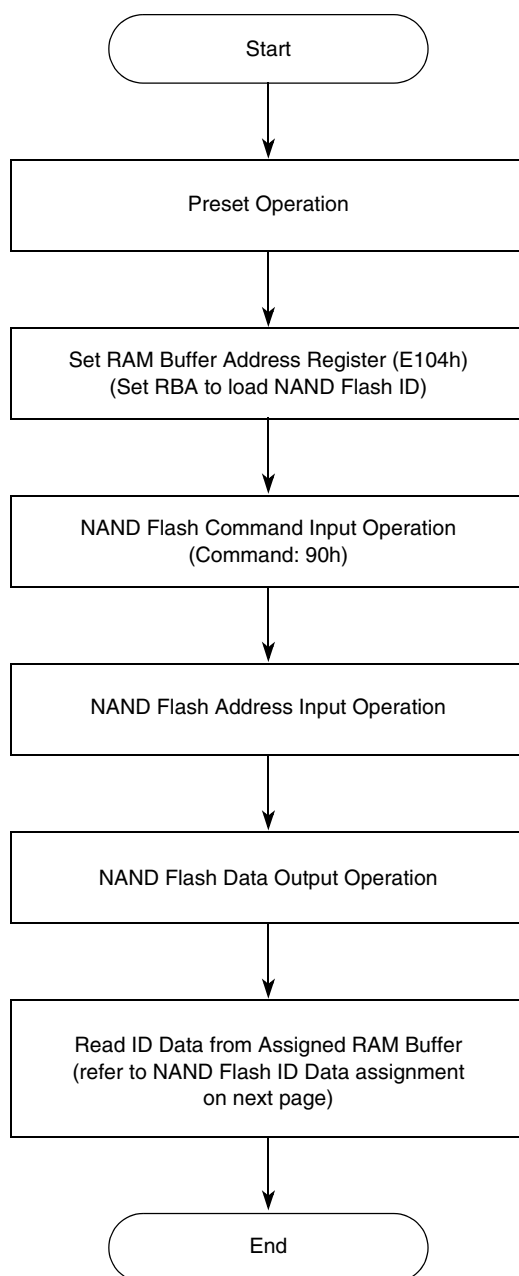 Start
Preset Operation
Set RAM Buffer Address Register (E104h)
(Set RBA to load NAND Flash ID)
NAND Flash Command Input Operation
(Command: 90h)
NAND Flash Address Input Operation
NAND Flash Data Output Operation
Read ID Data from Assigned RAM Buffer
(refer to NAND Flash ID Data assignment
on next page)
End